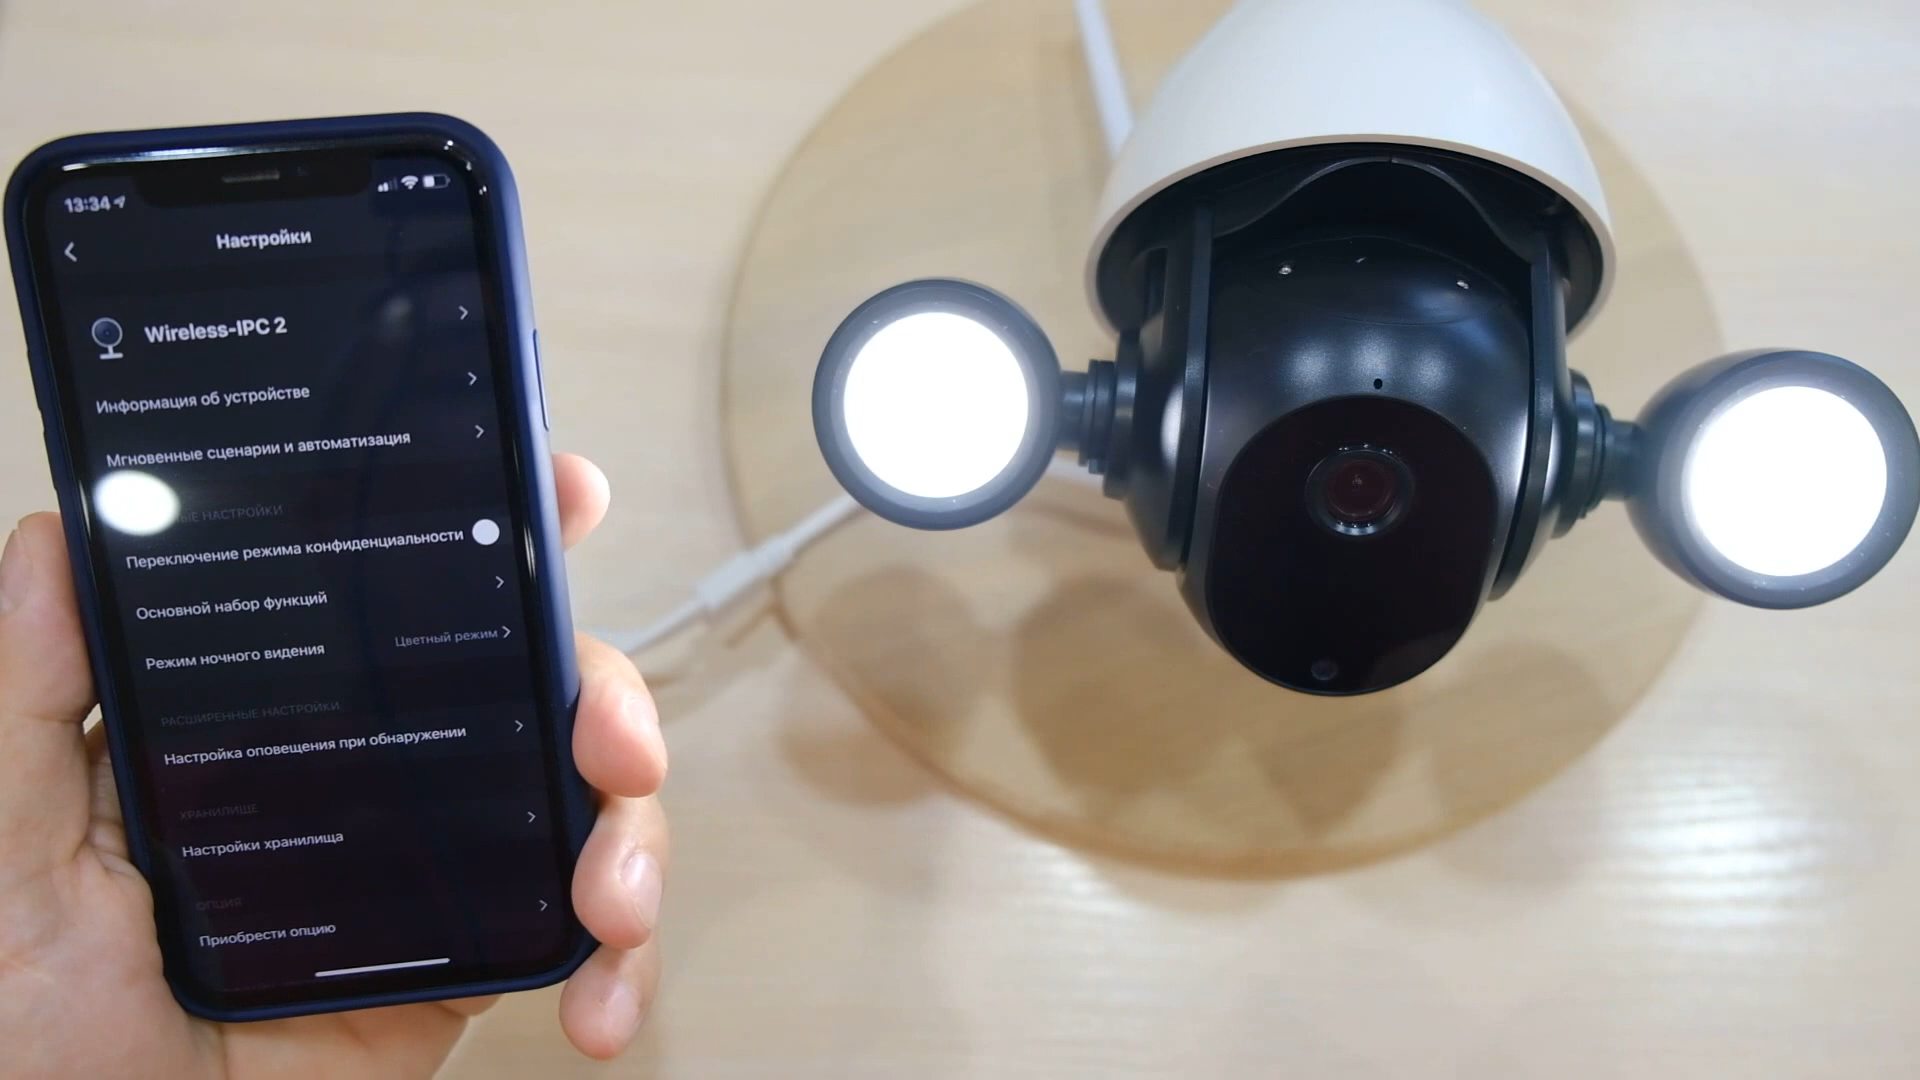 13:34
Настройки
Wireless-IPC 2
Информация об устройстве
Мгновенные сценарии и автоматизация
НАСТРОЙКИ
Переключение режима конфиденциальности
Основной набор функций
Режим ночного видения Цветный режим
РАСШИРЕННЫЕ НАСТРОЙКИ
Настройка оповещения при обнаружении
ХРАНИЛИЩЕ
Настройки хранилища
ОПЦИЯ
Приобрести опцию